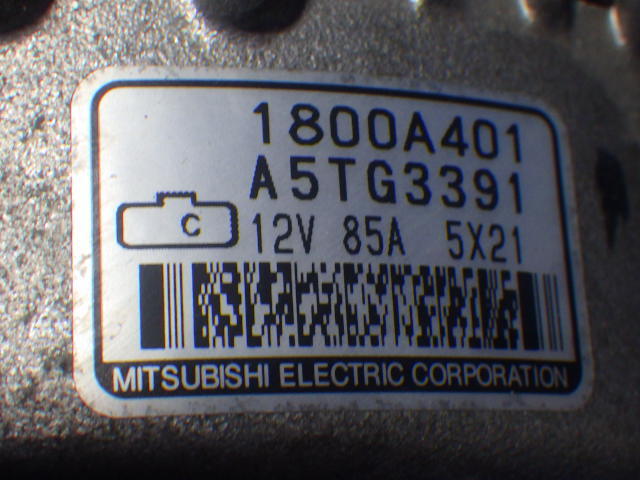 1800A401
A5TG3391
C 12V 85A 5X21
MITSUBISHI ELECTRIC CORPORATION